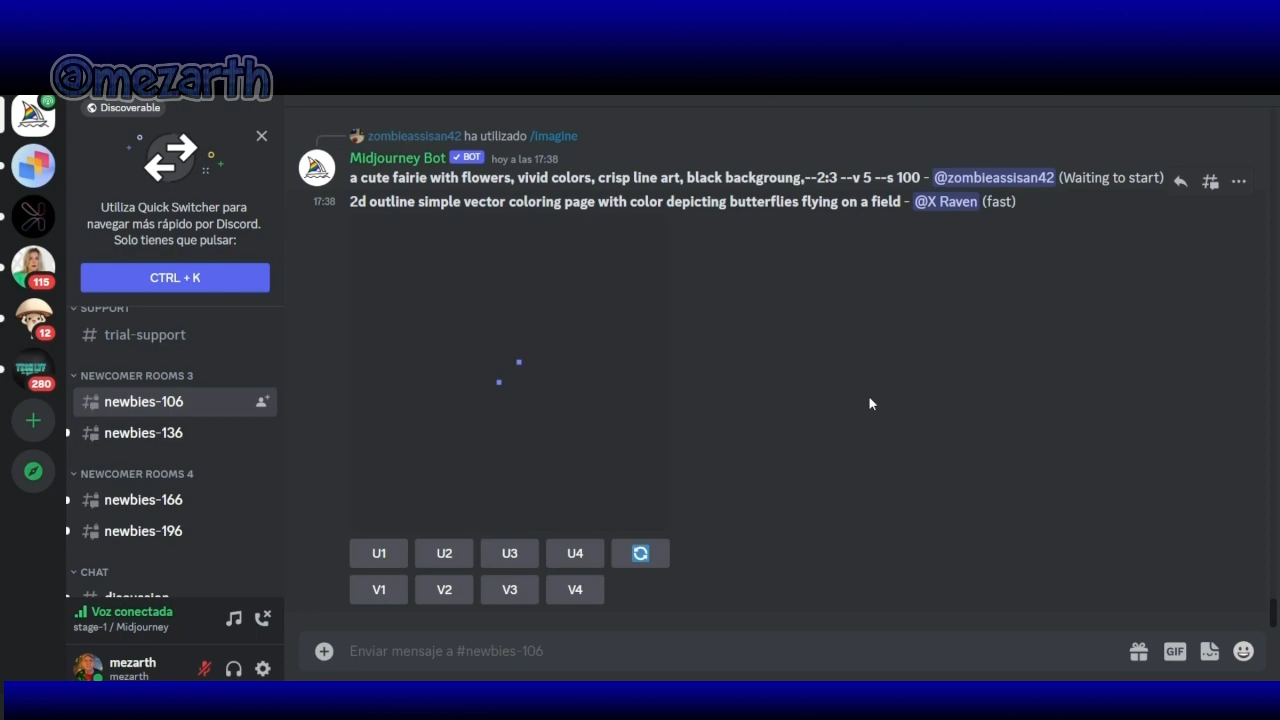 @mezarth
Discoverable
Utiliza Quick Switcher para
navegar más rápido por Discord.
Solo tienes que pulsar:
CTRL + K
SUPPORT
trial-support
NEWCOMER ROOMS 3
newbies-106
newbies-136
NEWCOMER ROOMS 4
newbies-166
newbies-196
CHAT
discussion
Voz conectada
stage-1 / Midjourney
mezarth
mezarth
115
12
280
zombieassisan42 ha utilizado /imagine
Midjourney Bot ✓ BOT hoy a las 17:38
a cute fairie with flowers, vivid colors, crisp line art, black backgroung,--2:3 --v 5 --s 100 - @zombieassisan42 (Waiting to start)
17:38 2d outline simple vector coloring page with color depicting butterflies flying on a field - @X Raven (fast)
U1 U2 U3 U4
V1 V2 V3 V4
Enviar mensaje a #newbies-106
GIF